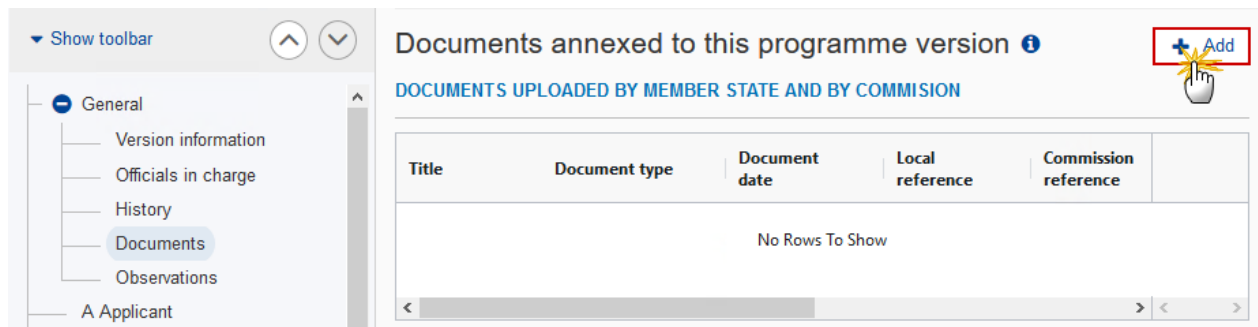 Show toolbar
General
Version information
Officials in charge
History
Documents
Observations
A Applicant
Documents annexed to this programme version
Add
DOCUMENTS UPLOADED BY MEMBER STATE AND BY COMMISION
Title
Document type
Document
date
Local
reference
Commission
reference
No Rows To Show